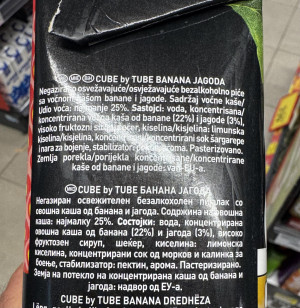 CUBE by TUBE BANANA JAGODA
Negazirano osvežavajuće/osvježavajuće bezalkoholno piće
sa voćnom kašom banane i jagode. Sadržaj voćne kaše/
Udio voća: najmanje 25%. Sastojci: voda, koncentrisana/
koncentrirana voćna kaša od banane (22%) i jagode (3%),
visoko fruktozni sirup, šećer, kiselina/kiselina: limunska
kiselina, koncentrisani/koncentrirani sok šargarepe
i nara za bojenje, stabilizator: pektin, aroma. Pasterizovano.
Zemlja porekla/porijekla koncentrisane/koncentrirane
kaše od banane i jagode: van EU-a.
CUBE by TUBE БАНАНА ЈАГОДА
Негазиран освежителен безалкохолен пијалак со
овошна каша од банана и јагода. Содржина на овошна
каша: најмалку 25%. Состојки: вода, концентрирана
овошна каша од банана (22%) и јагода (3%), високо
фруктозен сируп, шеќер, киселина: лимонска
киселина, концентриран сок од морков и калинка за
боење, стабилизатор: пектин, арома. Пастеризирано.
Земја на потекло на концентрирана каша од банана и
јагода: надвор од ЕУ-а.
CUBE by TUBE BANANA DREDHËZA